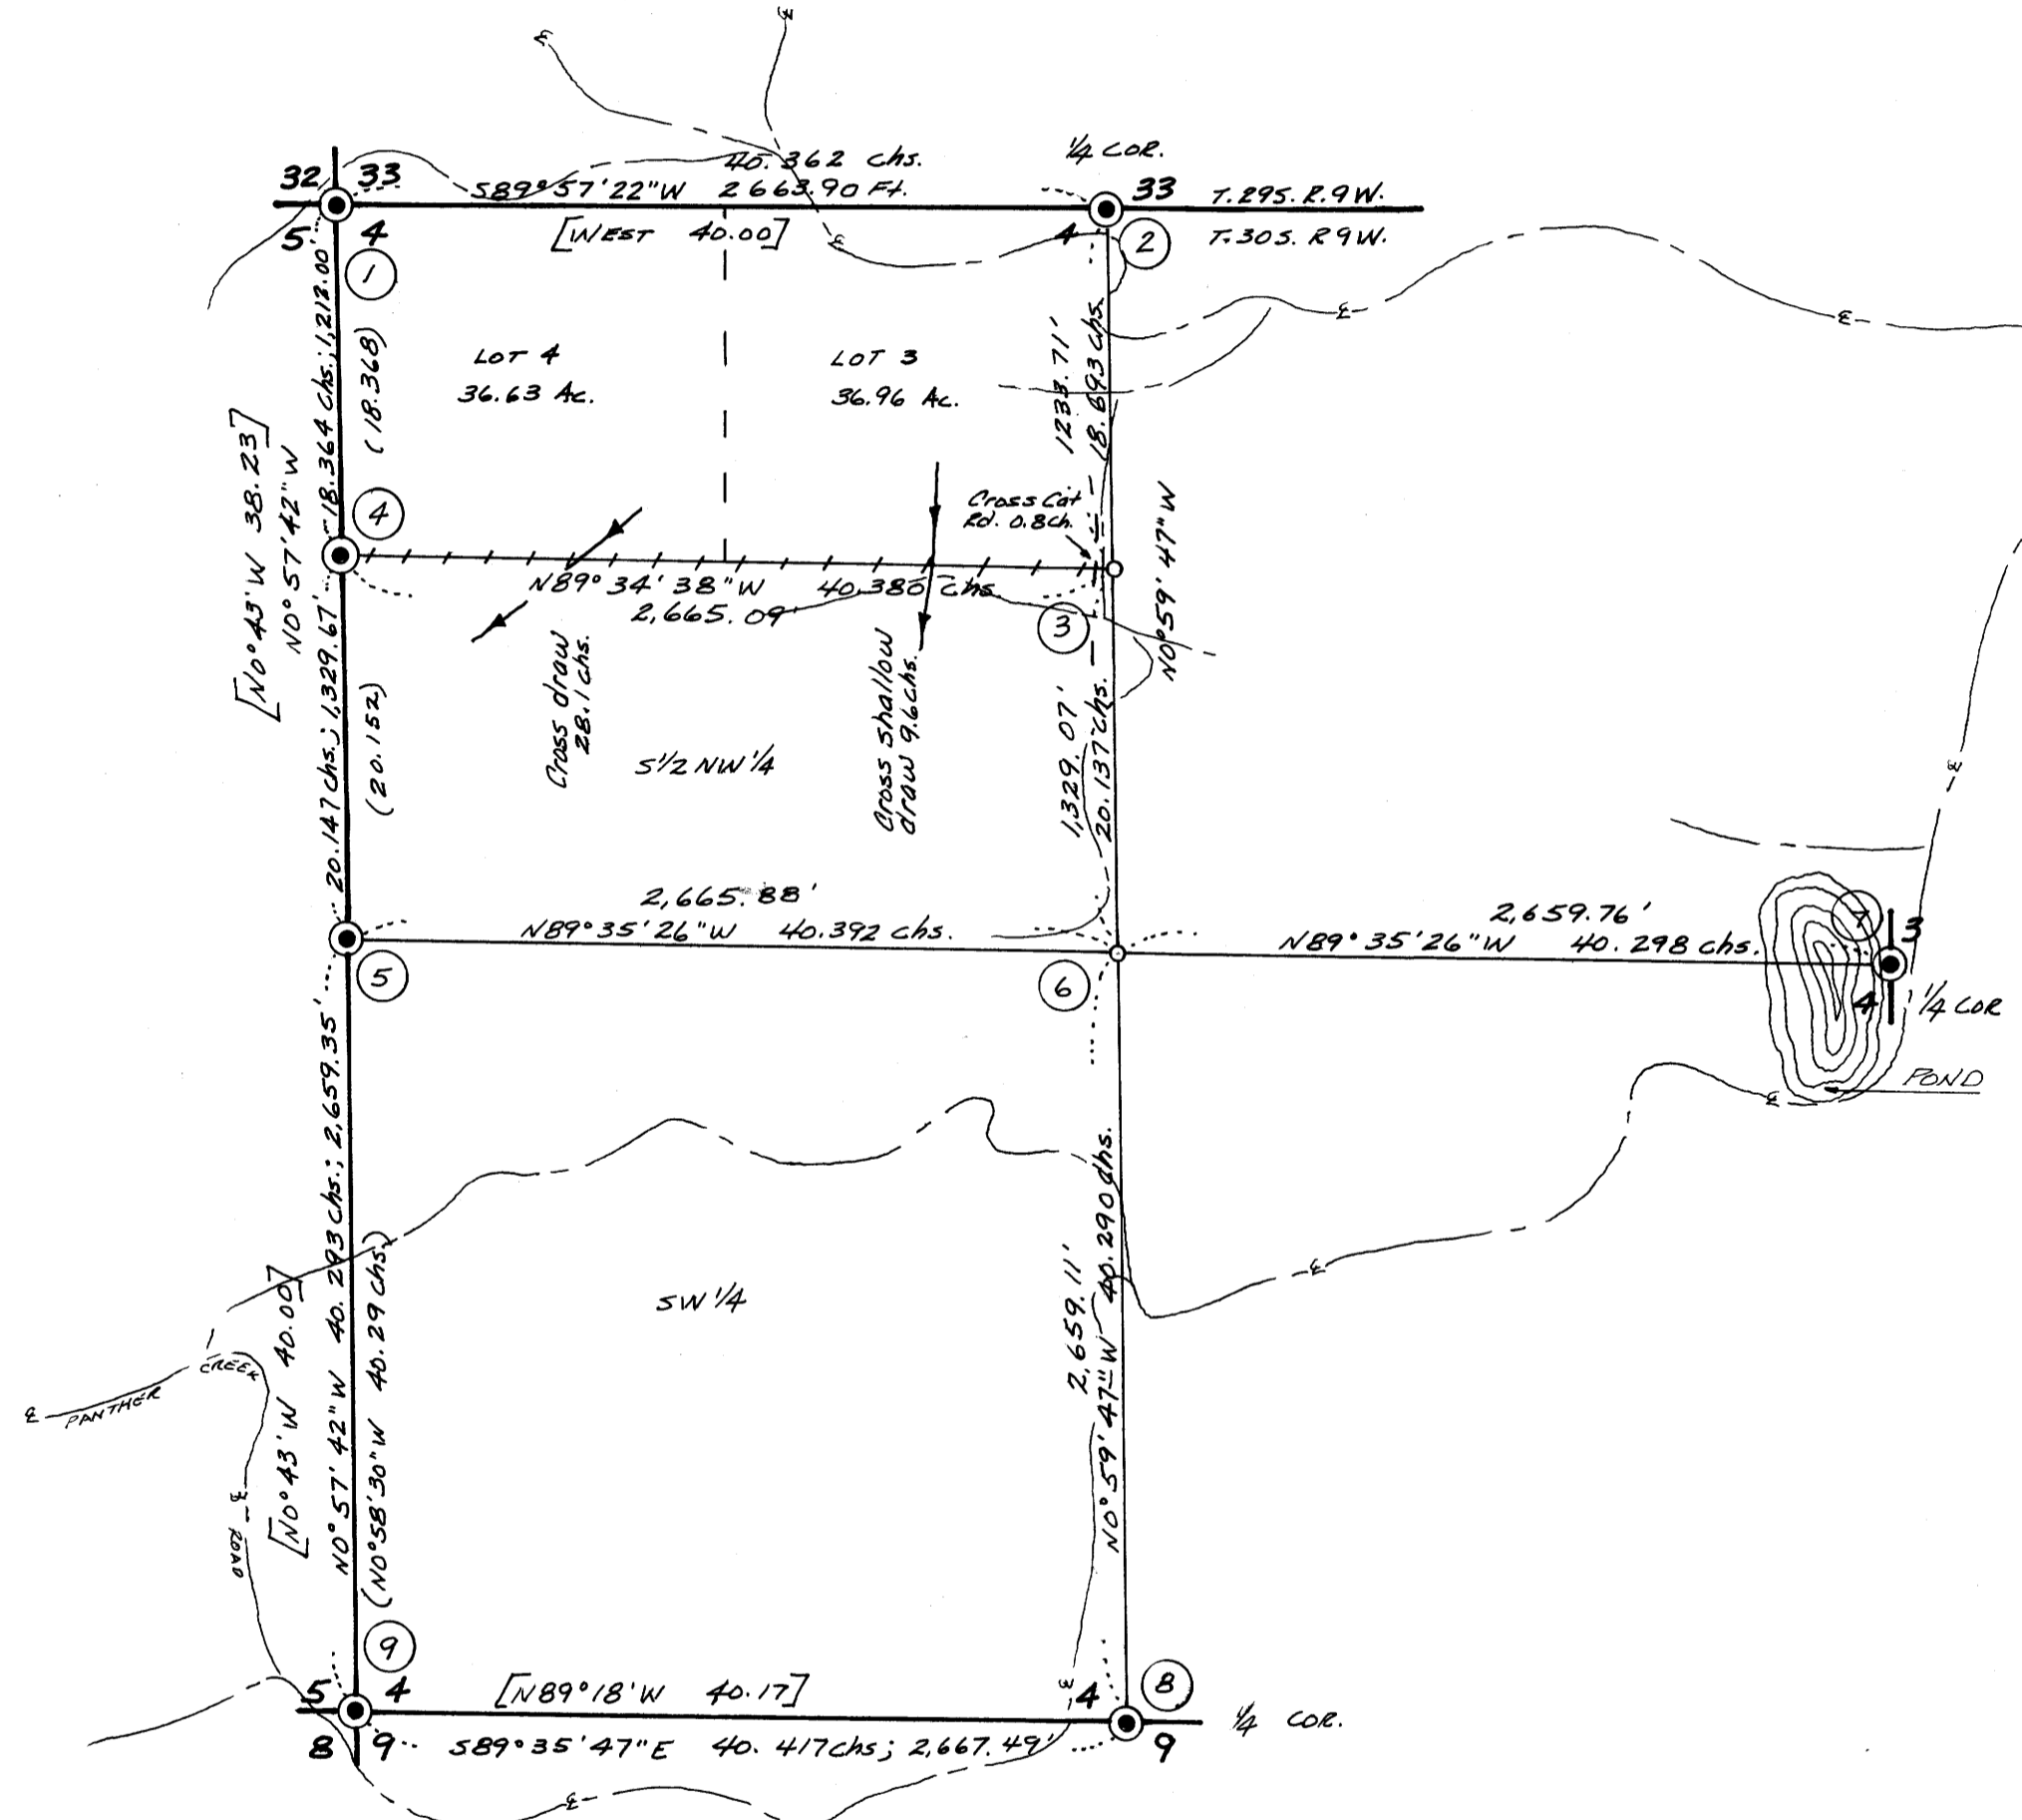 40.362 chs.
1/4 COR.
32 33
S89°57'22"W 2663.90 Ft.
33 T.29S. R.9W.
5 4
[WEST 40.00]
4
2
T.30S. R9W.
1
[N0°43'W 38.23]
N0°57'42"W
18.364 chs.; 1,212.00'
(18.368)
LOT 4
36.63 Ac.
LOT 3
36.96 Ac.
1233.71'
18.693 chs.
4
Cross Cat
Rd. 0.8ch.
N0°59'47"W
N89°34'38"W 40.380 chs
2,665.09'
3
20.147 chs.; 1,329.67'
(20.152)
Cross draw
28.1 chs.
Cross shallow
draw 9.6chs.
S1/2 NW1/4
1,329.07'
20.137 chs.
2,665.88'
N89°35'26"W 40.392 chs.
2,659.76'
N89°35'26"W 40.298 chs.
7
3
5
6
4 1/4 COR
POND
[N0°43'W 40.00]
N0°57'42"W 40.293 chs.; 2,659.35'
(N0°58'30"W 40.29 chs.)
SW1/4
2,659.11'
N0°59'47"W 40.290 chs.
PANTHER CREEK
ROAD
9
8
5 4
[N89°18'W 40.17]
4
1/4 COR.
8 9
S89°35'47"E 40.417 chs; 2,667.49'
9